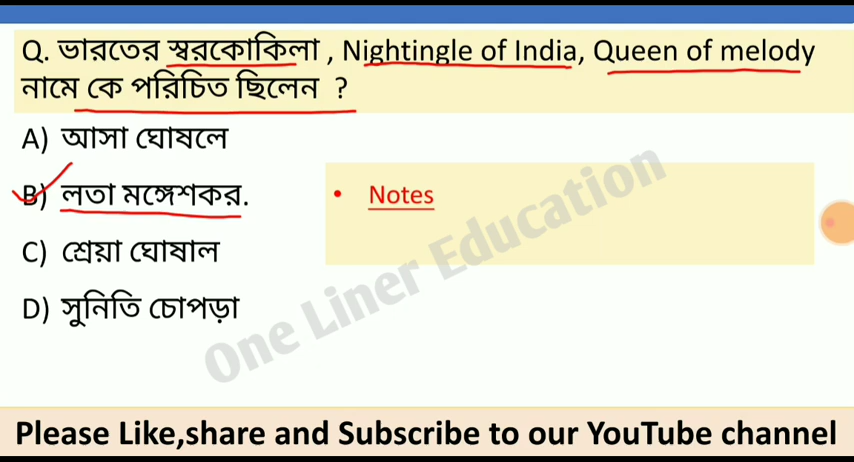 Q. ভারতের স্বরকোকিলা , Nightingle of India, Queen of melody
নামে কে পরিচিত ছিলেন ?
A) আসা ঘোষলে
B) লতা মঙ্গেশকর.
• Notes
C) শ্রেয়া ঘোষাল
D) সুনিতি চোপড়া
One Liner Education
Please Like,share and Subscribe to our YouTube channel